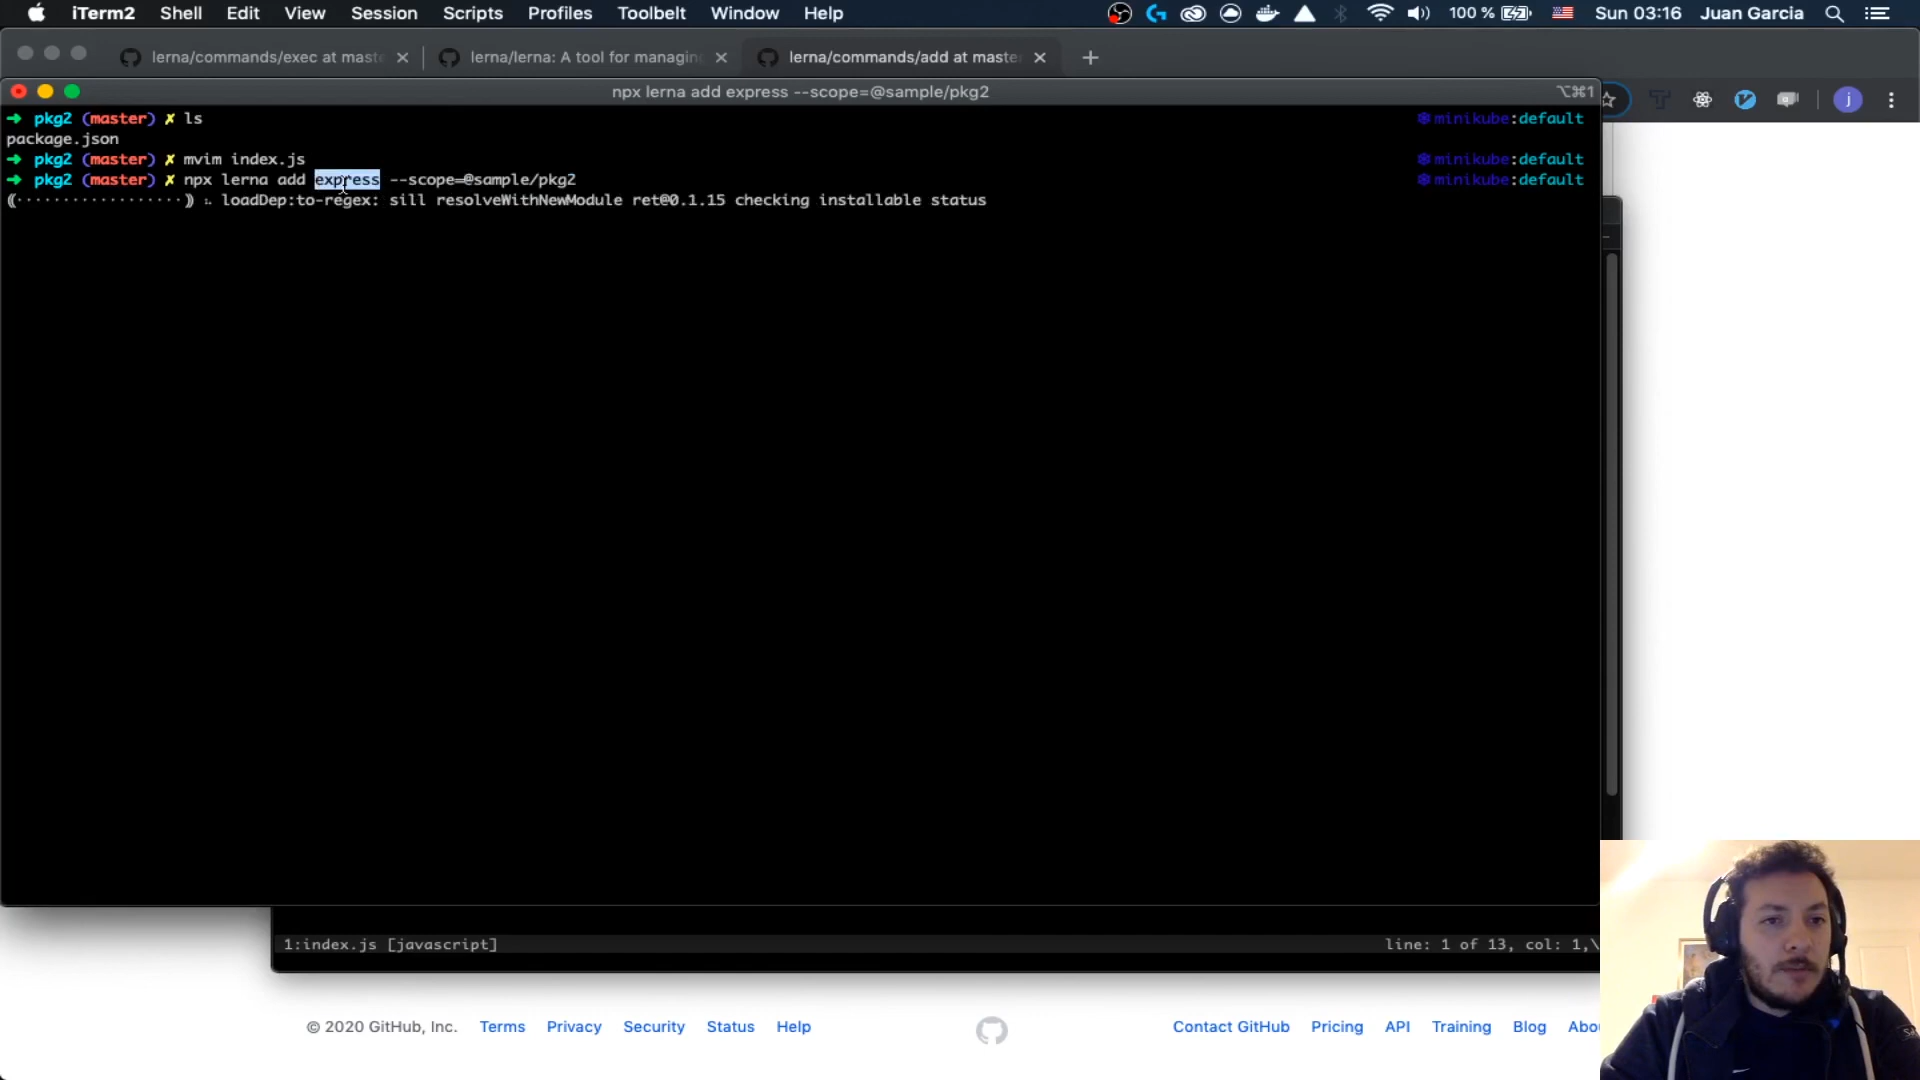 iTerm2 Shell Edit View Session Scripts Profiles Toolbelt Window Help 100 % Sun 03:16 Juan Garcia
lerna/commands/exec at maste lerna/lerna: A tool for managing lerna/commands/add at maste
npx lerna add express --scope=@sample/pkg2 ⌥⌘1
j
➜ pkg2 (master) ✗ ls minikube:default
package.json
➜ pkg2 (master) ✗ mvim index.js minikube:default
➜ pkg2 (master) ✗ npx lerna add express --scope=@sample/pkg2 minikube:default
⸨··················⸩ ⠦ loadDep:to-regex: sill resolveWithNewModule ret@0.1.15 checking installable status
1:index.js [javascript] line: 1 of 13, col: 1,\
© 2020 GitHub, Inc. Terms Privacy Security Status Help Contact GitHub Pricing API Training Blog Abo